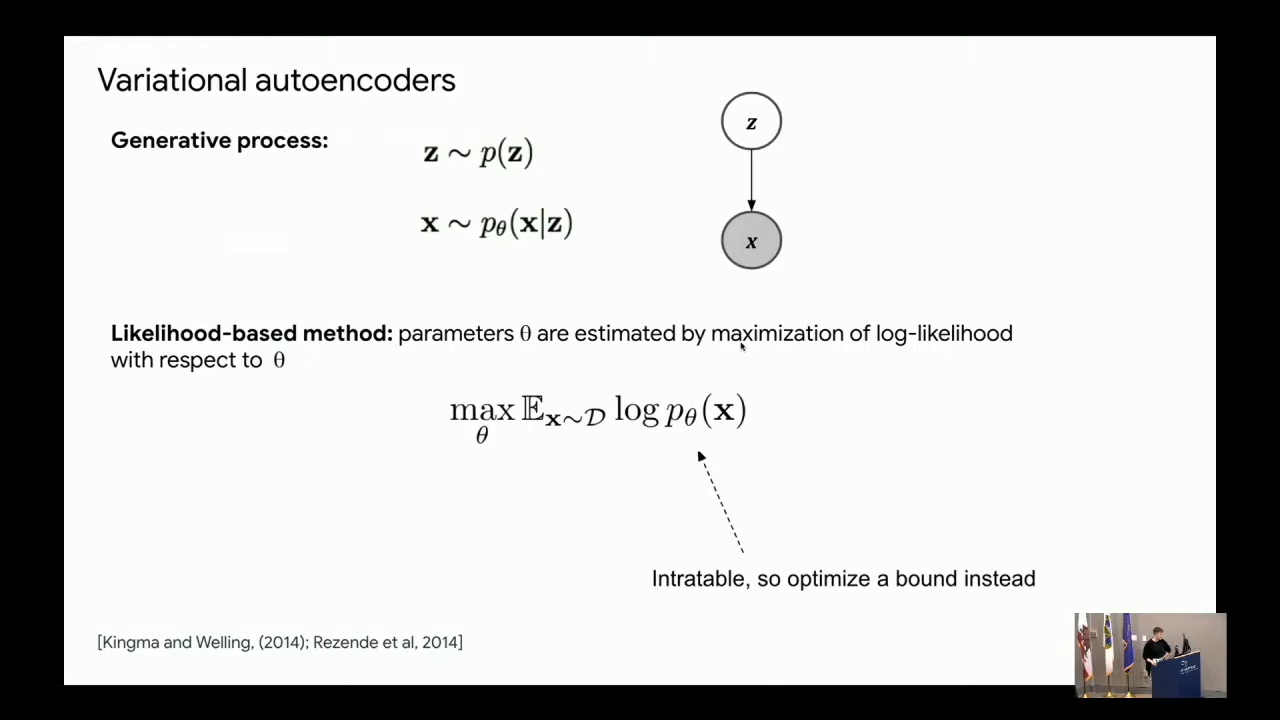 Variational autoencoders
Generative process:
z ∼ p(z)
z
x ∼ pθ(x|z)
x
Likelihood-based method: parameters θ are estimated by maximization of log-likelihood
with respect to θ
max 𝔼x∼𝒟 log pθ(x)
θ
Intratable, so optimize a bound instead
[Kingma and Welling, (2014); Rezende et al, 2014]